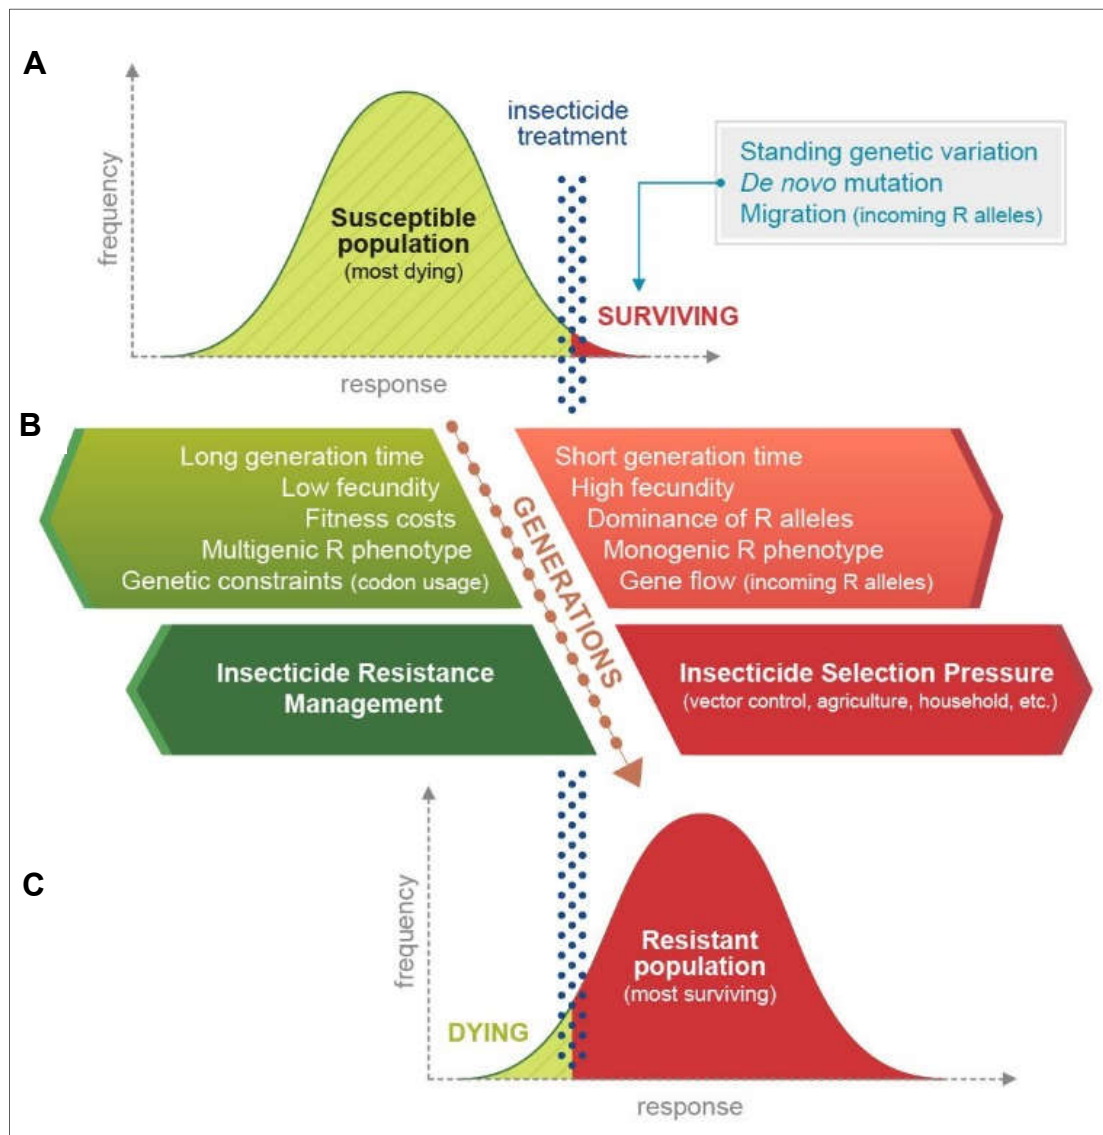 A
frequency
insecticide
treatment
Standing genetic variation
De novo mutation
Migration (incoming R alleles)
Susceptible
population
(most dying)
SURVIVING
response
B
Long generation time
Low fecundity
Fitness costs
Multigenic R phenotype
Genetic constraints (codon usage)
GENERATIONS
Short generation time
High fecundity
Dominance of R alleles
Monogenic R phenotype
Gene flow (incoming R alleles)
Insecticide Resistance
Management
Insecticide Selection Pressure
(vector control, agriculture, household, etc.)
C
frequency
Resistant
population
(most surviving)
DYING
response